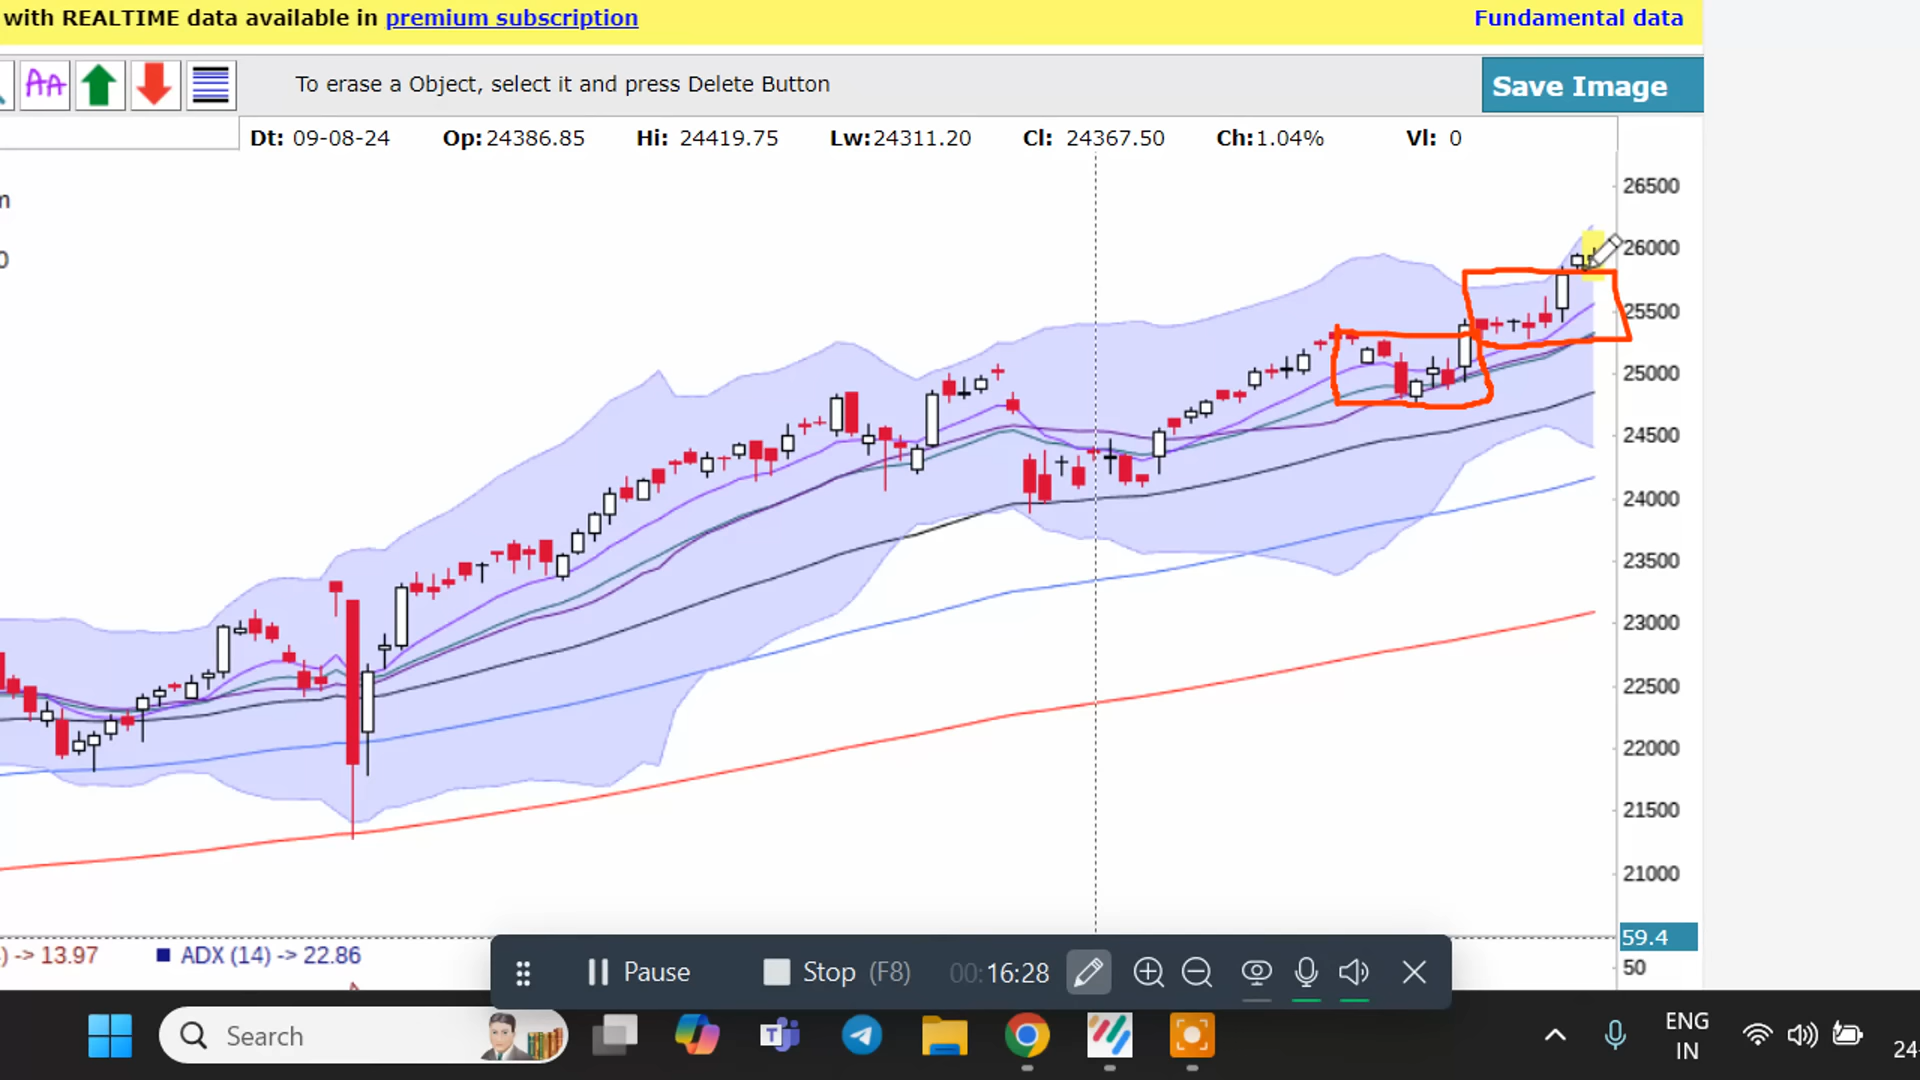 with REALTIME data available in premium subscription
Fundamental data
AA
To erase a Object, select it and press Delete Button
Save Image
Dt: 09-08-24 Op: 24386.85 Hi: 24419.75 Lw:24311.20 Cl: 24367.50 Ch:1.04% Vl: 0
m
0
26500
26000
25500
25000
24500
24000
23500
23000
22500
22000
21500
21000
59.4
50
) -> 13.97 ADX (14) -> 22.86
Pause Stop (F8) 00:16:28
Search
ENG
IN
24-